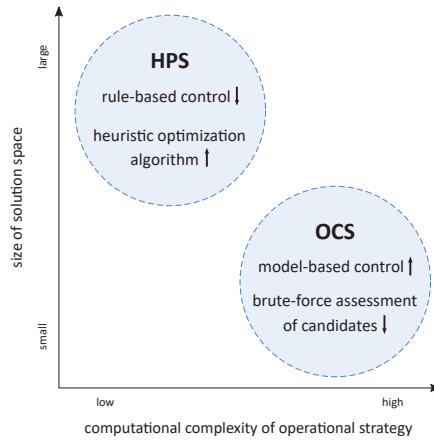 large
size of solution space
small
HPS
rule-based control ↓
heuristic optimization
algorithm ↑
OCS
model-based control ↑
brute-force assessment
of candidates ↓
low
high
computational complexity of operational strategy